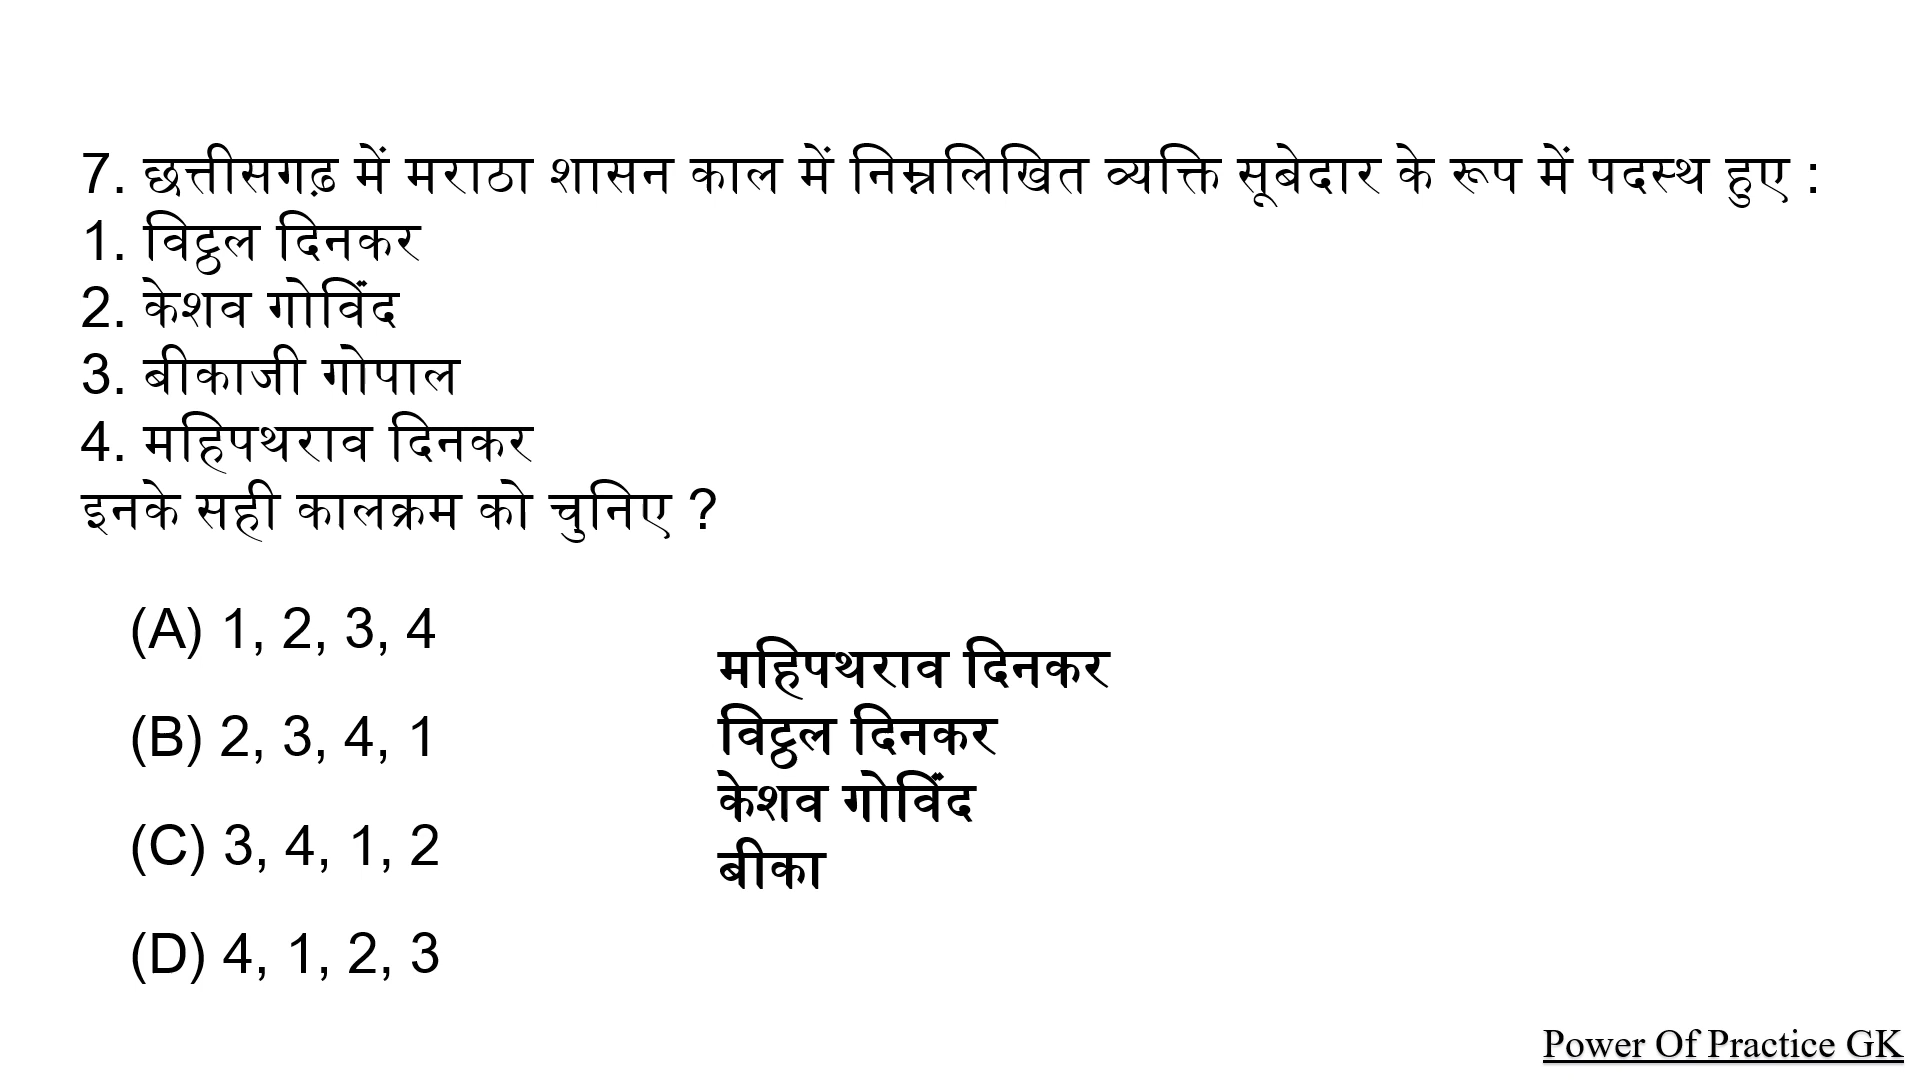 7. छत्तीसगढ़ में मराठा शासन काल में निम्नलिखित व्यक्ति सूबेदार के रूप में पदस्थ हुए :
1. विट्ठल दिनकर
2. केशव गोविंद
3. बीकाजी गोपाल
4. महिपथराव दिनकर
इनके सही कालक्रम को चुनिए ?
(A) 1, 2, 3, 4
(B) 2, 3, 4, 1
(C) 3, 4, 1, 2
(D) 4, 1, 2, 3
महिपथराव दिनकर
विट्ठल दिनकर
केशव गोविंद
बीका
Power Of Practice GK